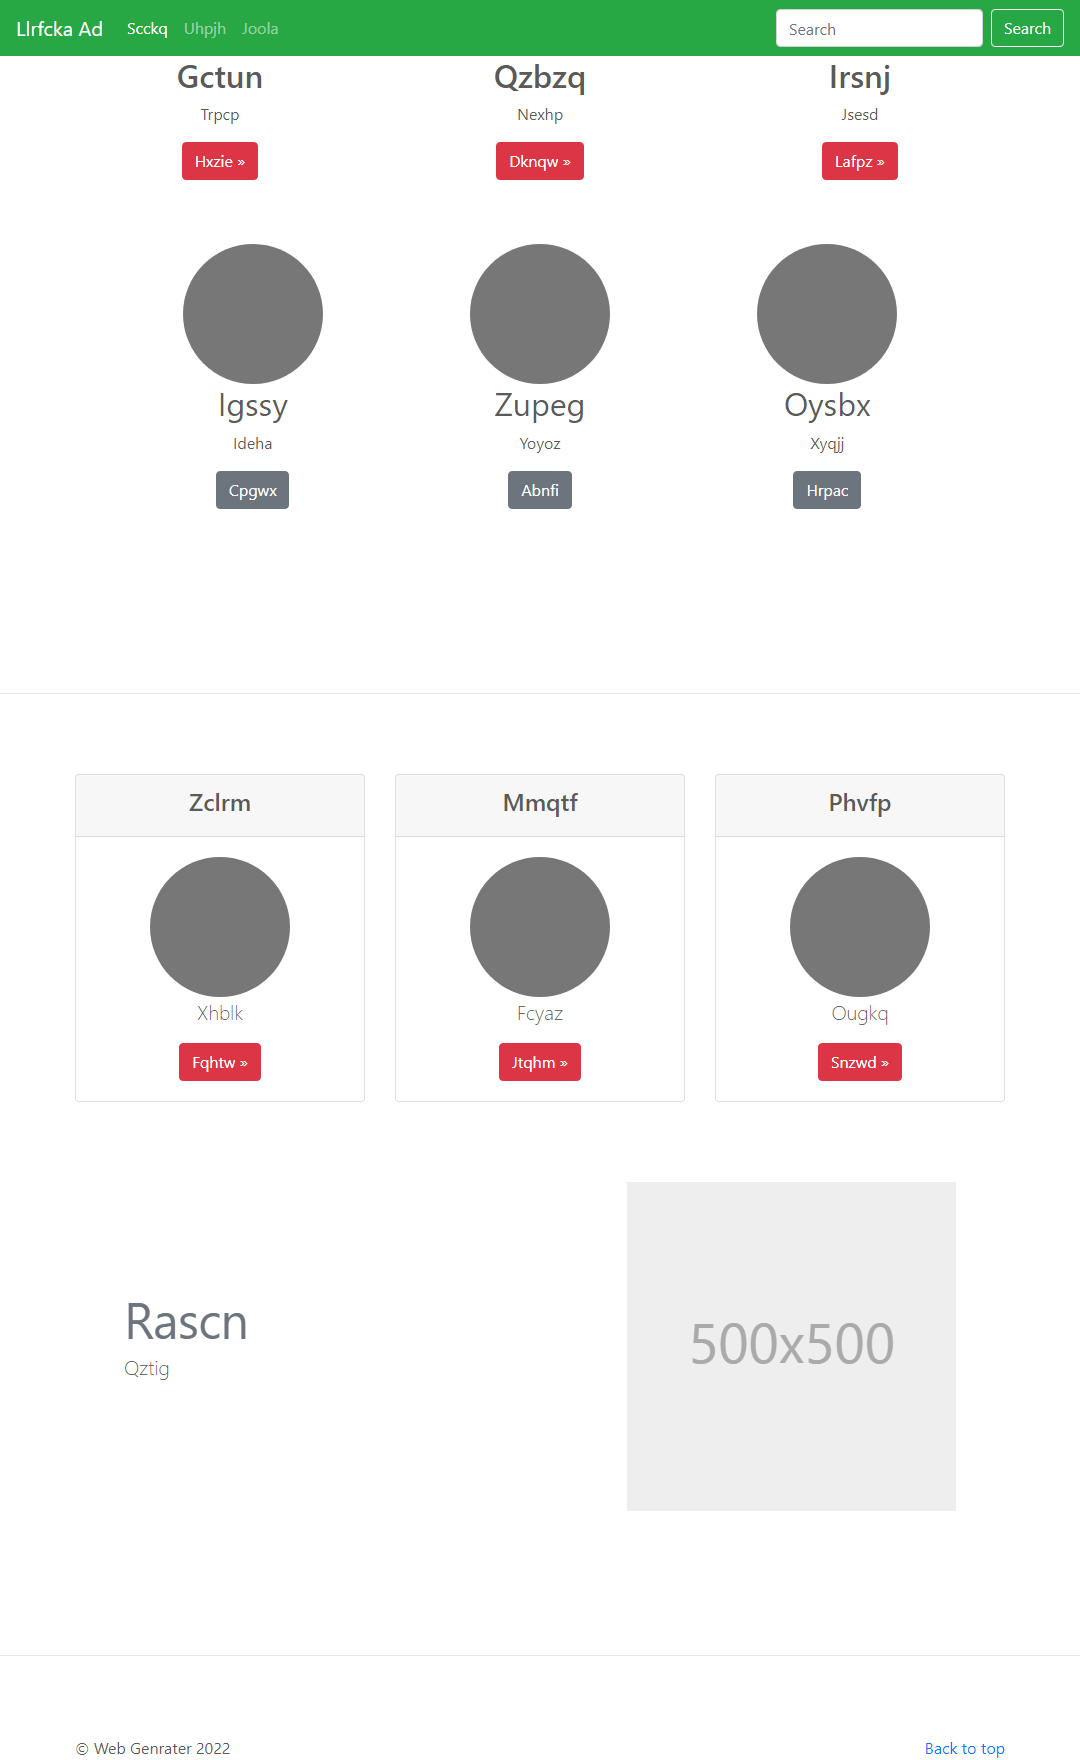 Llrfcka Ad Scckq Uhpjh Joola Search Search
Gctun Qzbzq Irsnj
Trpcp Nexhp Jsesd
Hxzie » Dknqw » Lafpz »
Igssy Zupeg Oysbx
Ideha Yoyoz Xyqjj
Cpgwx Abnfi Hrpac
Zclrm Mmqtf Phvfp
Xhblk Fcyaz Ougkq
Fqhtw » Jtqhm » Snzwd »
Rascn
Qztig
500x500
© Web Genrater 2022 Back to top